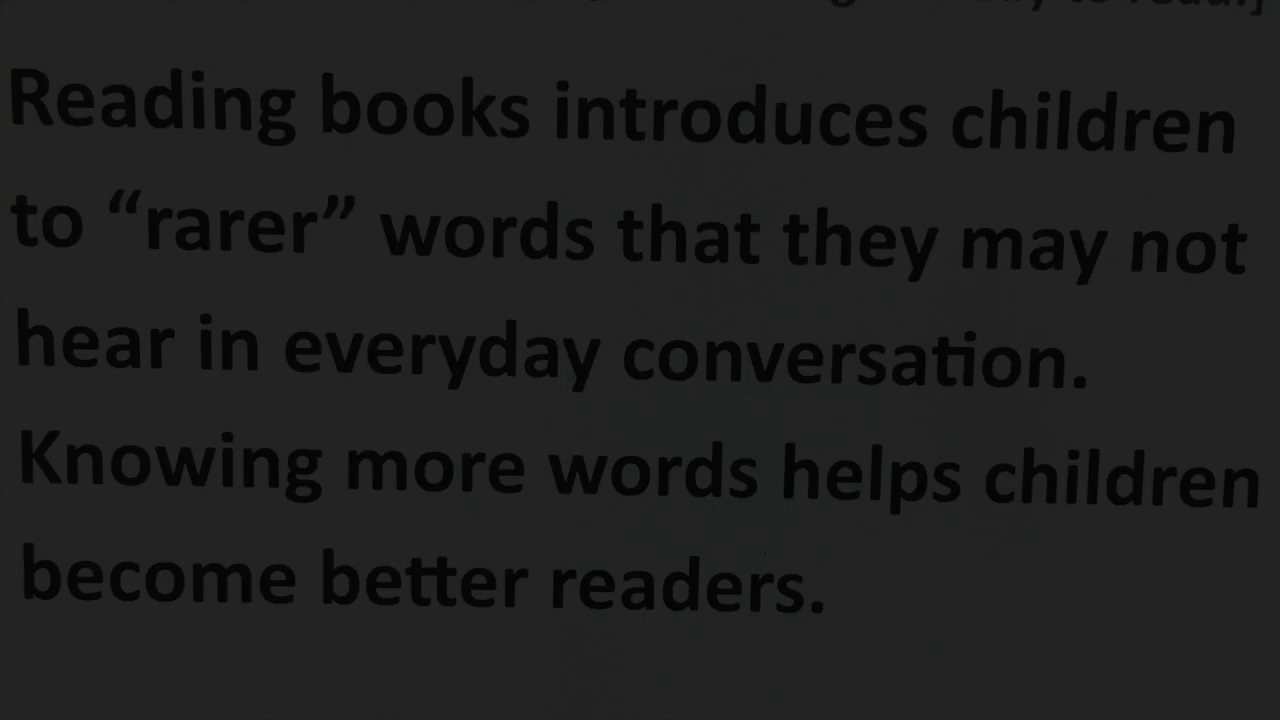 Reading books introduces children
to “rarer” words that they may not
hear in everyday conversation.
Knowing more words helps children
become better readers.